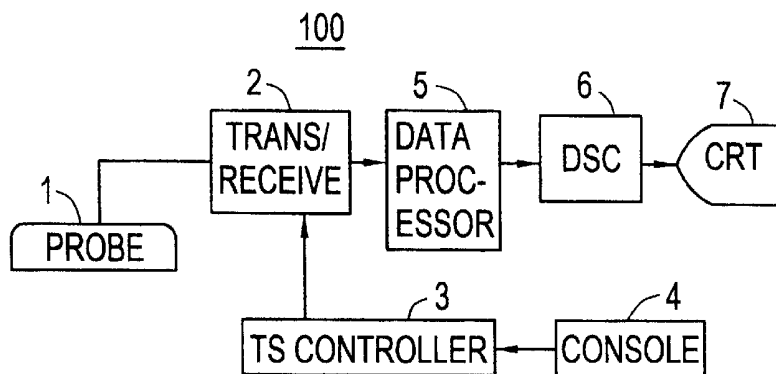 100
2
TRANS/
RECEIVE
5
DATA
PROC-
ESSOR
6
DSC
7
CRT
1
PROBE
3
TS CONTROLLER
4
CONSOLE